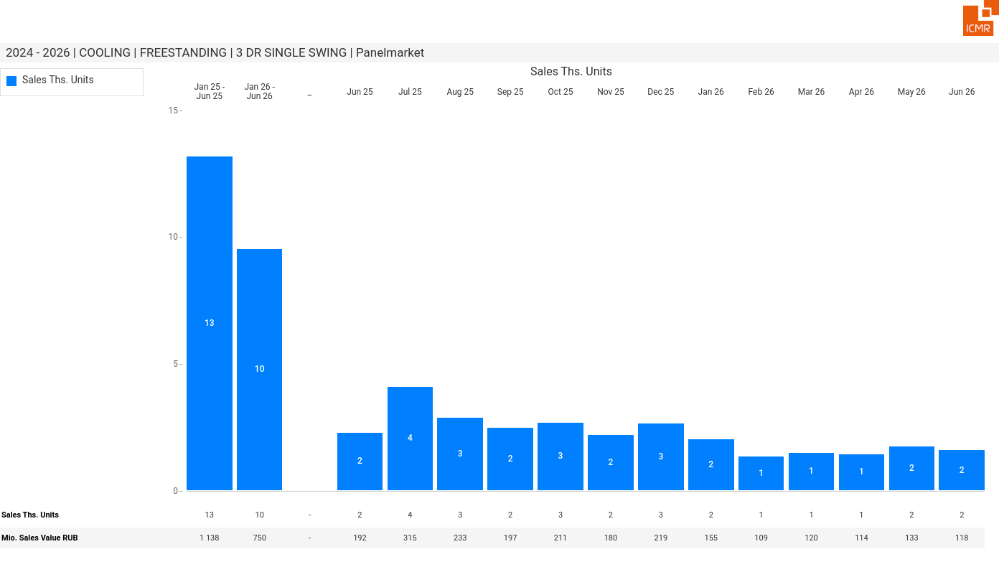 ICMR
2024 - 2026 | COOLING | FREESTANDING | 3 DR SINGLE SWING | Panelmarket
Sales Ths. Units
Sales Ths. Units
Jan 25 - Jun 25 Jan 26 - Jun 26 – Jun 25 Jul 25 Aug 25 Sep 25 Oct 25 Nov 25 Dec 25 Jan 26 Feb 26 Mar 26 Apr 26 May 26 Jun 26
15
10
5
0
13 10 2 4 3 2 3 2 3 2 1 1 1 2 2
Sales Ths. Units 13 10 - 2 4 3 2 3 2 3 2 1 1 1 2 2
Mio. Sales Value RUB 1 138 750 - 192 315 233 197 211 180 219 155 109 120 114 133 118